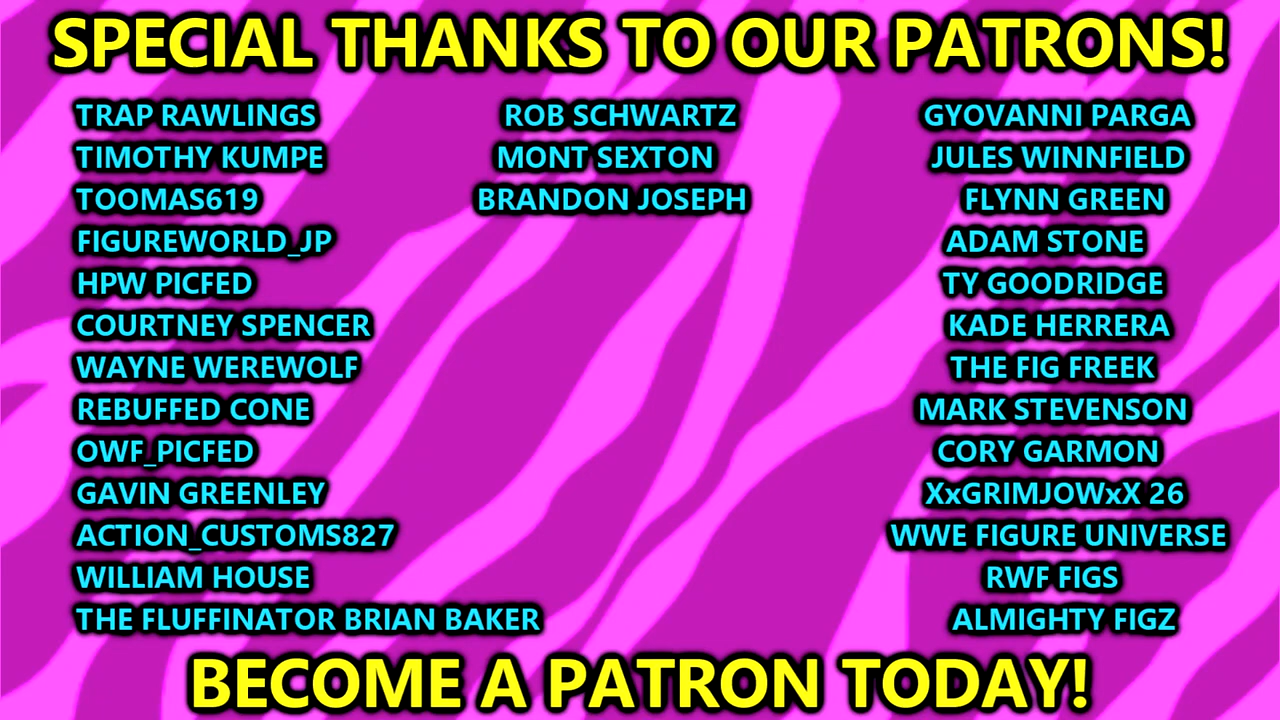 SPECIAL THANKS TO OUR PATRONS!
TRAP RAWLINGS
TIMOTHY KUMPE
TOOMAS619
FIGUREWORLD_JP
HPW PICFED
COURTNEY SPENCER
WAYNE WEREWOLF
REBUFFED CONE
OWF_PICFED
GAVIN GREENLEY
ACTION_CUSTOMS827
WILLIAM HOUSE
THE FLUFFINATOR BRIAN BAKER
ROB SCHWARTZ
MONT SEXTON
BRANDON JOSEPH
GYOVANNI PARGA
JULES WINNFIELD
FLYNN GREEN
ADAM STONE
TY GOODRIDGE
KADE HERRERA
THE FIG FREEK
MARK STEVENSON
CORY GARMON
XxGRIMJOWxX 26
WWE FIGURE UNIVERSE
RWF FIGS
ALMIGHTY FIGZ
BECOME A PATRON TODAY!